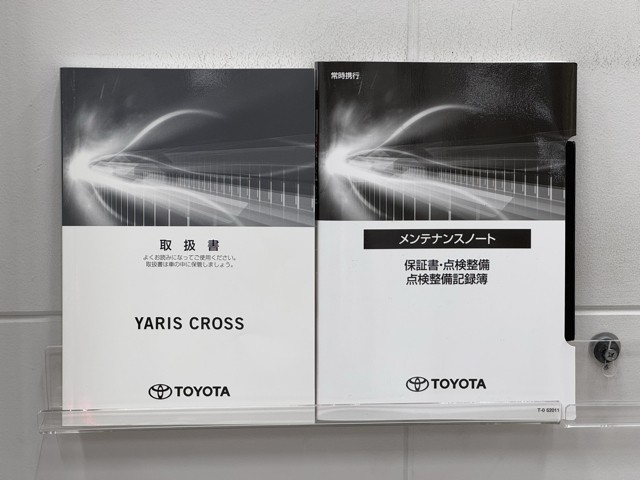 取扱書
よくお読みになってご使用ください。
取扱書は車の中に保管しましょう。
YARIS CROSS
TOYOTA
常時携行
メンテナンスノート
保証書・点検整備
点検整備記録簿
TOYOTA
T-0 52011